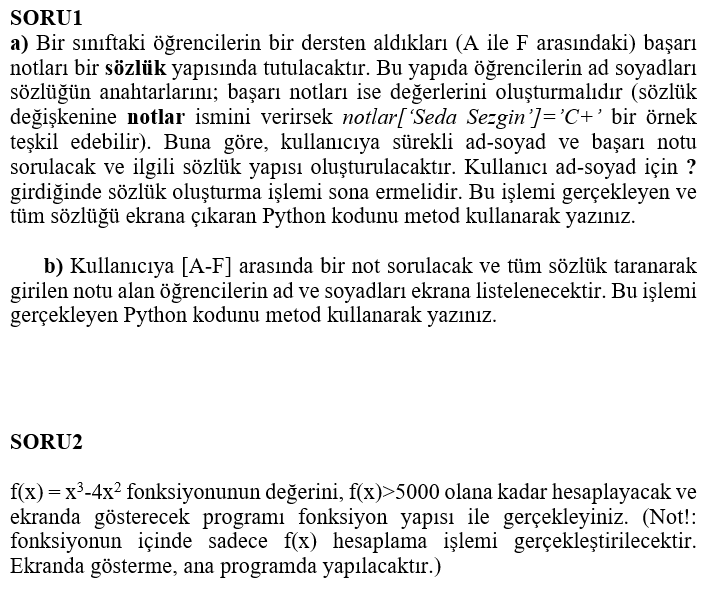 SORU1
a) Bir sınıftaki öğrencilerin bir dersten aldıkları (A ile F arasındaki) başarı
notları bir sözlük yapısında tutulacaktır. Bu yapıda öğrencilerin ad soyadları
sözlüğün anahtarlarını; başarı notları ise değerlerini oluşturmalıdır (sözlük
değişkenine notlar ismini verirsek notlar[‘Seda Sezgin’]=’C+’ bir örnek
teşkil edebilir). Buna göre, kullanıcıya sürekli ad-soyad ve başarı notu
sorulacak ve ilgili sözlük yapısı oluşturulacaktır. Kullanıcı ad-soyad için ?
girdiğinde sözlük oluşturma işlemi sona ermelidir. Bu işlemi gerçekleyen ve
tüm sözlüğü ekrana çıkaran Python kodunu metod kullanarak yazınız.
b) Kullanıcıya [A-F] arasında bir not sorulacak ve tüm sözlük taranarak
girilen notu alan öğrencilerin ad ve soyadları ekrana listelenecektir. Bu işlemi
gerçekleyen Python kodunu metod kullanarak yazınız.
SORU2
f(x) = x³-4x² fonksiyonunun değerini, f(x)>5000 olana kadar hesaplayacak ve
ekranda gösterecek programı fonksiyon yapısı ile gerçekleyiniz. (Not!:
fonksiyonun içinde sadece f(x) hesaplama işlemi gerçekleştirilecektir.
Ekranda gösterme, ana programda yapılacaktır.)